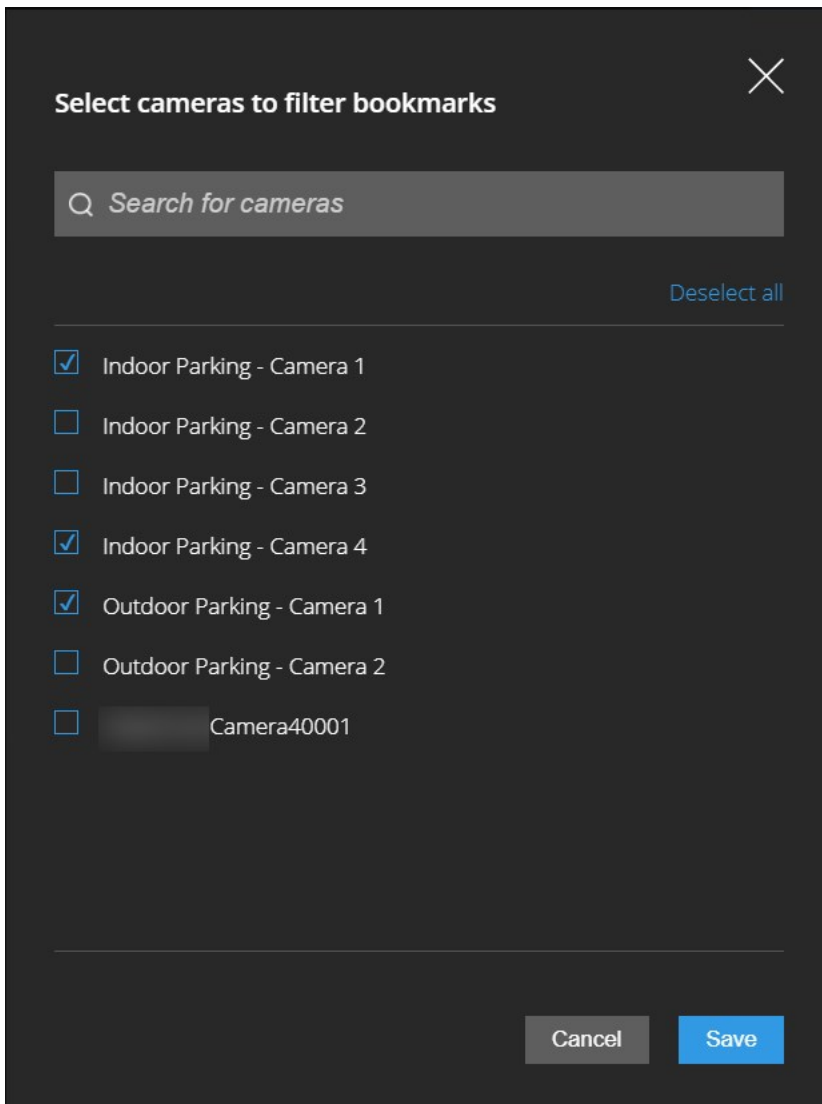 Select cameras to filter bookmarks
Search for cameras
Deselect all
Indoor Parking - Camera 1
Indoor Parking - Camera 2
Indoor Parking - Camera 3
Indoor Parking - Camera 4
Outdoor Parking - Camera 1
Outdoor Parking - Camera 2
Camera40001
Cancel
Save